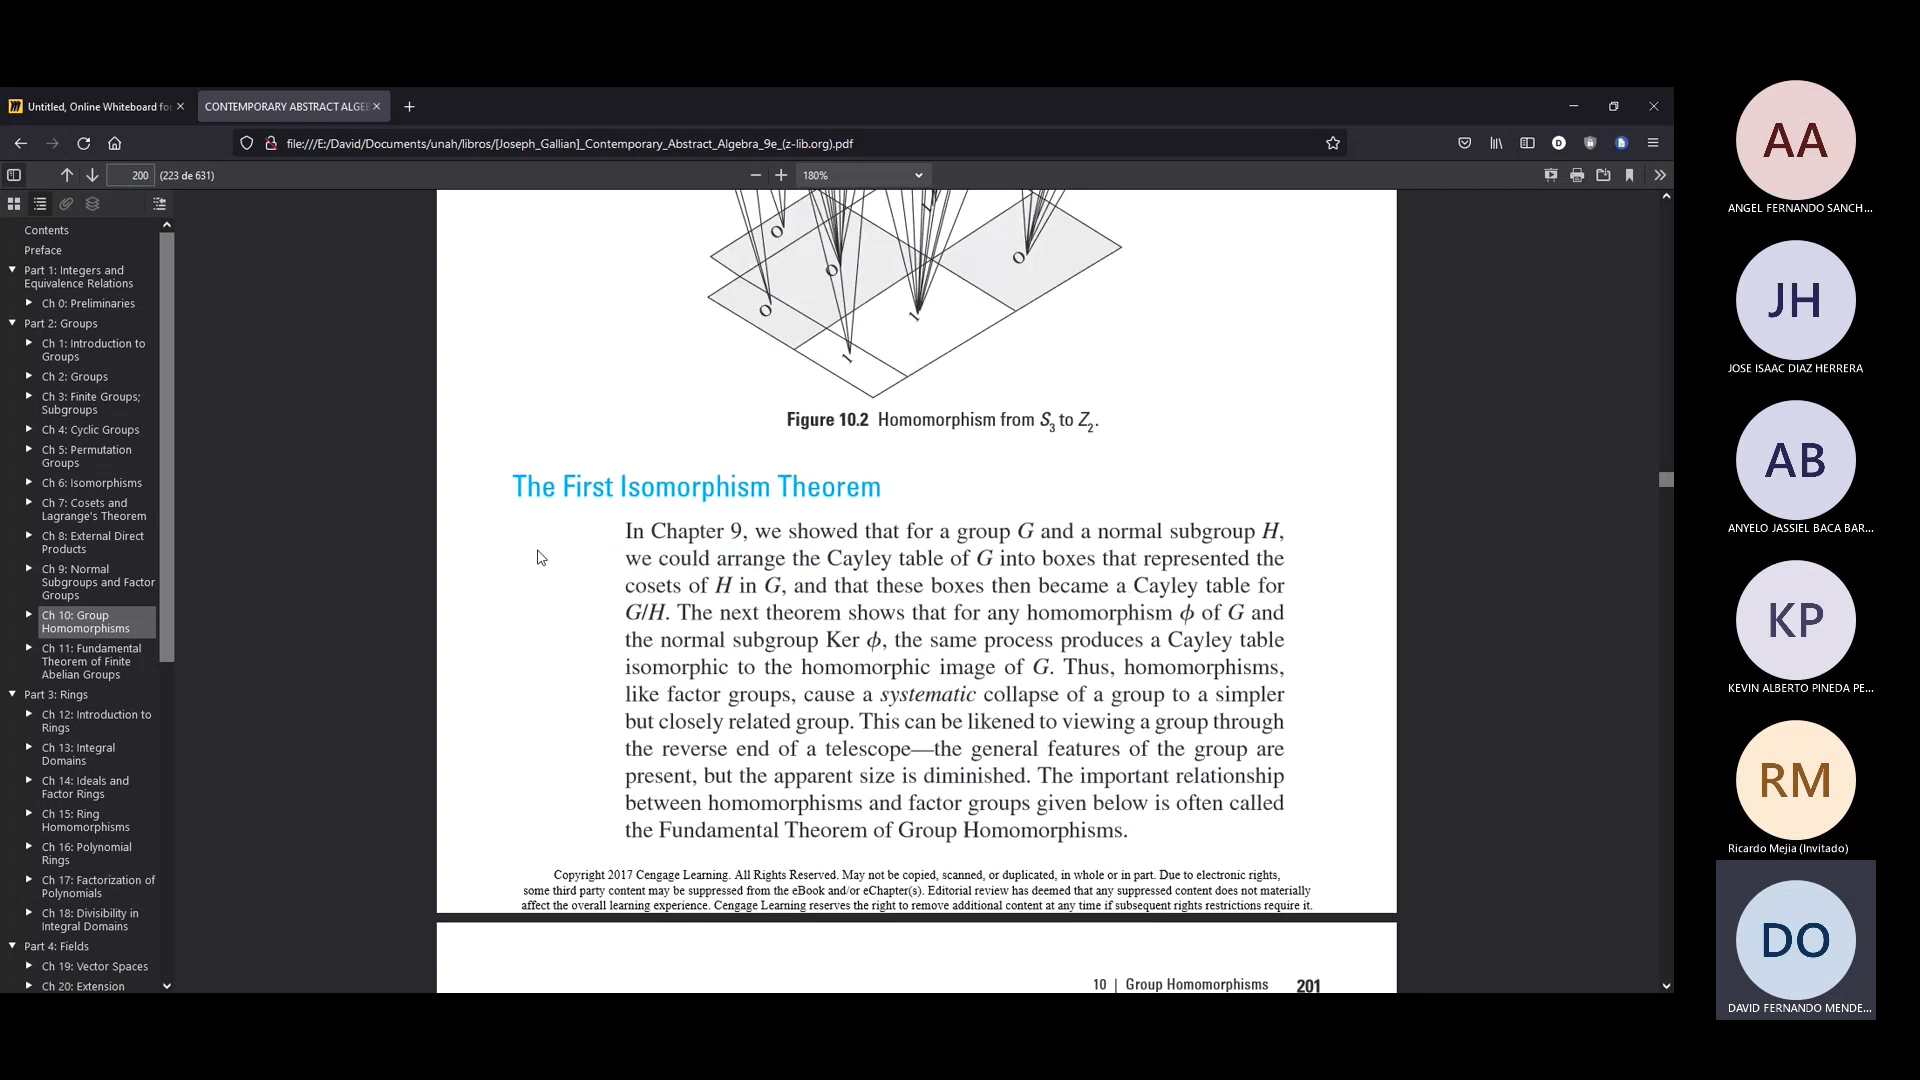 Untitled, Online Whiteboard for
CONTEMPORARY ABSTRACT ALGEB
file:///E:/David/Documents/unah/libros/[Joseph_Gallian]_Contemporary_Abstract_Algebra_9e_(z-lib.org).pdf
200 (223 de 631)
180%
Contents
Preface
Part 1: Integers and
Equivalence Relations
Ch 0: Preliminaries
Part 2: Groups
Ch 1: Introduction to
Groups
Ch 2: Groups
Ch 3: Finite Groups;
Subgroups
Ch 4: Cyclic Groups
Ch 5: Permutation
Groups
Ch 6: Isomorphisms
Ch 7: Cosets and
Lagrange's Theorem
Ch 8: External Direct
Products
Ch 9: Normal
Subgroups and Factor
Groups
Ch 10: Group
Homomorphisms
Ch 11: Fundamental
Theorem of Finite
Abelian Groups
Part 3: Rings
Ch 12: Introduction to
Rings
Ch 13: Integral
Domains
Ch 14: Ideals and
Factor Rings
Ch 15: Ring
Homomorphisms
Ch 16: Polynomial
Rings
Ch 17: Factorization of
Polynomials
Ch 18: Divisibility in
Integral Domains
Part 4: Fields
Ch 19: Vector Spaces
Ch 20: Extension
0
0
0
0
1
1
1
Figure 10.2 Homomorphism from S₃ to Z₂.
The First Isomorphism Theorem
In Chapter 9, we showed that for a group G and a normal subgroup H,
we could arrange the Cayley table of G into boxes that represented the
cosets of H in G, and that these boxes then became a Cayley table for
G/H. The next theorem shows that for any homomorphism ϕ of G and
the normal subgroup Ker ϕ, the same process produces a Cayley table
isomorphic to the homomorphic image of G. Thus, homomorphisms,
like factor groups, cause a systematic collapse of a group to a simpler
but closely related group. This can be likened to viewing a group through
the reverse end of a telescope—the general features of the group are
present, but the apparent size is diminished. The important relationship
between homomorphisms and factor groups given below is often called
the Fundamental Theorem of Group Homomorphisms.
Copyright 2017 Cengage Learning. All Rights Reserved. May not be copied, scanned, or duplicated, in whole or in part. Due to electronic rights,
some third party content may be suppressed from the eBook and/or eChapter(s). Editorial review has deemed that any suppressed content does not materially
affect the overall learning experience. Cengage Learning reserves the right to remove additional content at any time if subsequent rights restrictions require it.
10 | Group Homomorphisms 201
AA
ANGEL FERNANDO SANCH...
JH
JOSE ISAAC DIAZ HERRERA
AB
ANYELO JASSIEL BACA BAR...
KP
KEVIN ALBERTO PINEDA PE...
RM
Ricardo Mejia (Invitado)
DO
DAVID FERNANDO MENDE...